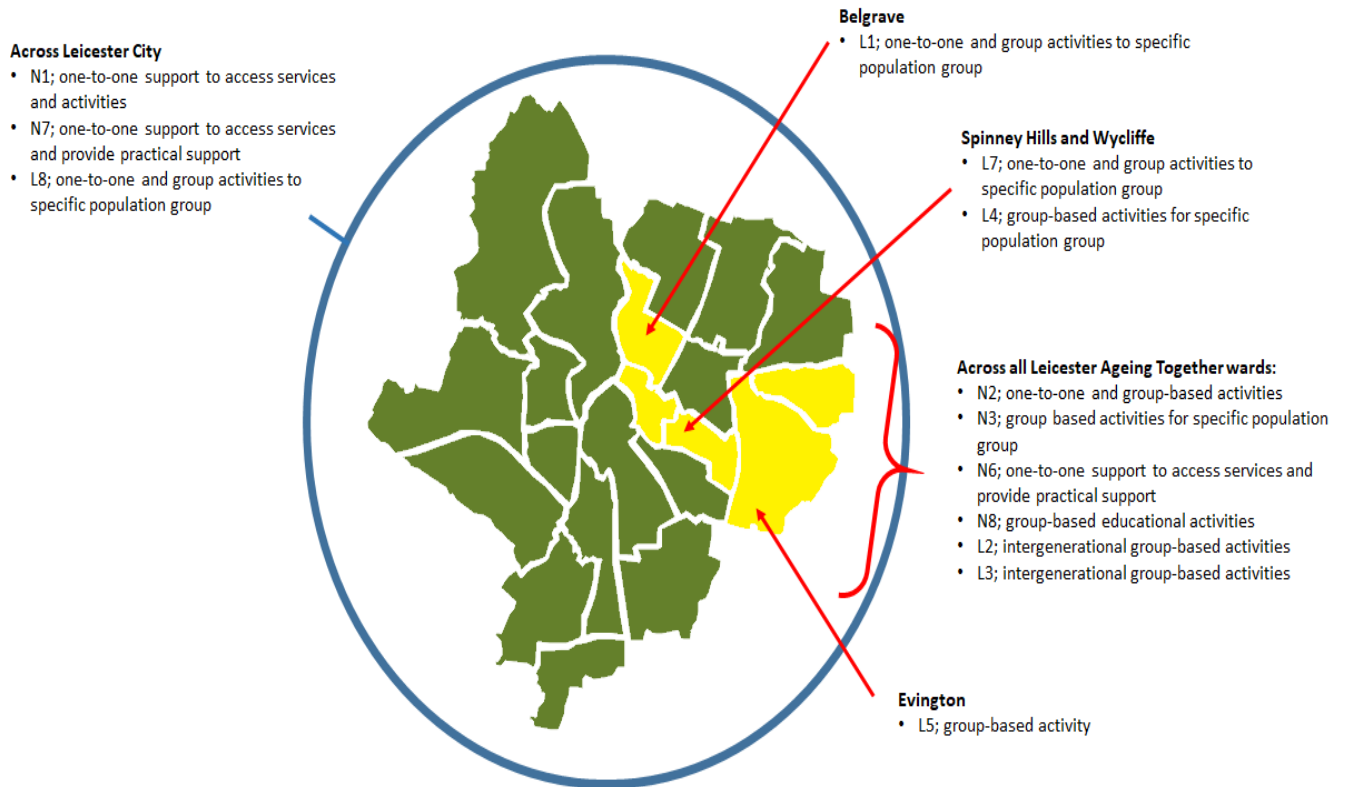 Across Leicester City
• N1; one-to-one support to access services
and activities
• N7; one-to-one support to access services
and provide practical support
• L8; one-to-one and group activities to
specific population group
Belgrave
• L1; one-to-one and group activities to specific
population group
Spinney Hills and Wycliffe
• L7; one-to-one and group activities to
specific population group
• L4; group-based activities for specific
population group
Across all Leicester Ageing Together wards:
• N2; one-to-one and group-based activities
• N3; group based activities for specific population
group
• N6; one-to-one support to access services and
provide practical support
• N8; group-based educational activities
• L2; intergenerational group-based activities
• L3; intergenerational group-based activities
Evington
• L5; group-based activity